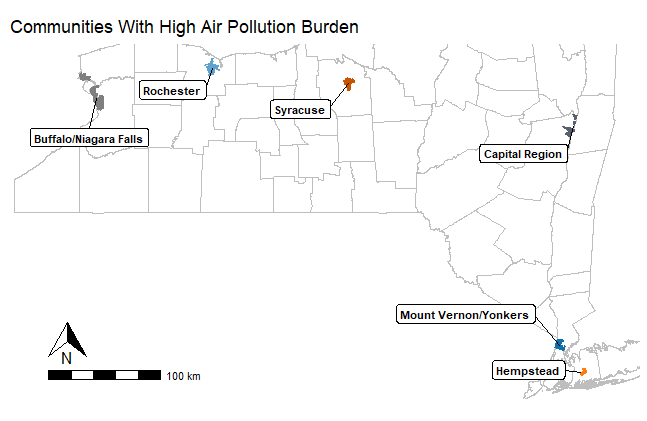 Communities With High Air Pollution Burden
Rochester
Syracuse
Buffalo/Niagara Falls
Capital Region
Mount Vernon/Yonkers
Hempstead
N
100 km